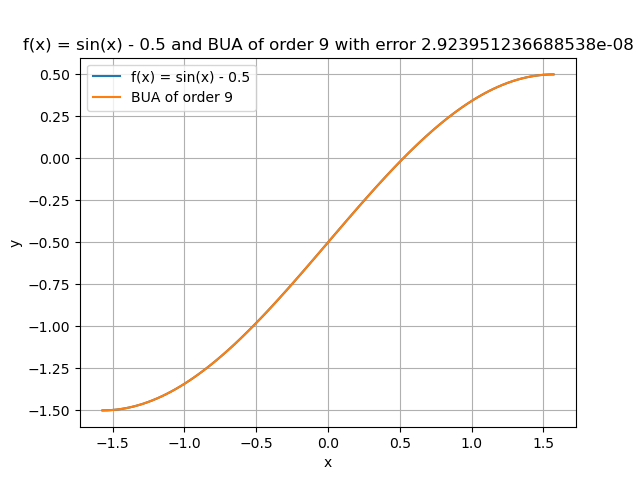 f(x) = sin(x) - 0.5 and BUA of order 9 with error 2.923951236688538e-08
f(x) = sin(x) - 0.5
BUA of order 9
0.50
0.25
0.00
−0.25
−0.50
−0.75
−1.00
−1.25
−1.50
y
−1.5 −1.0 −0.5 0.0 0.5 1.0 1.5
x